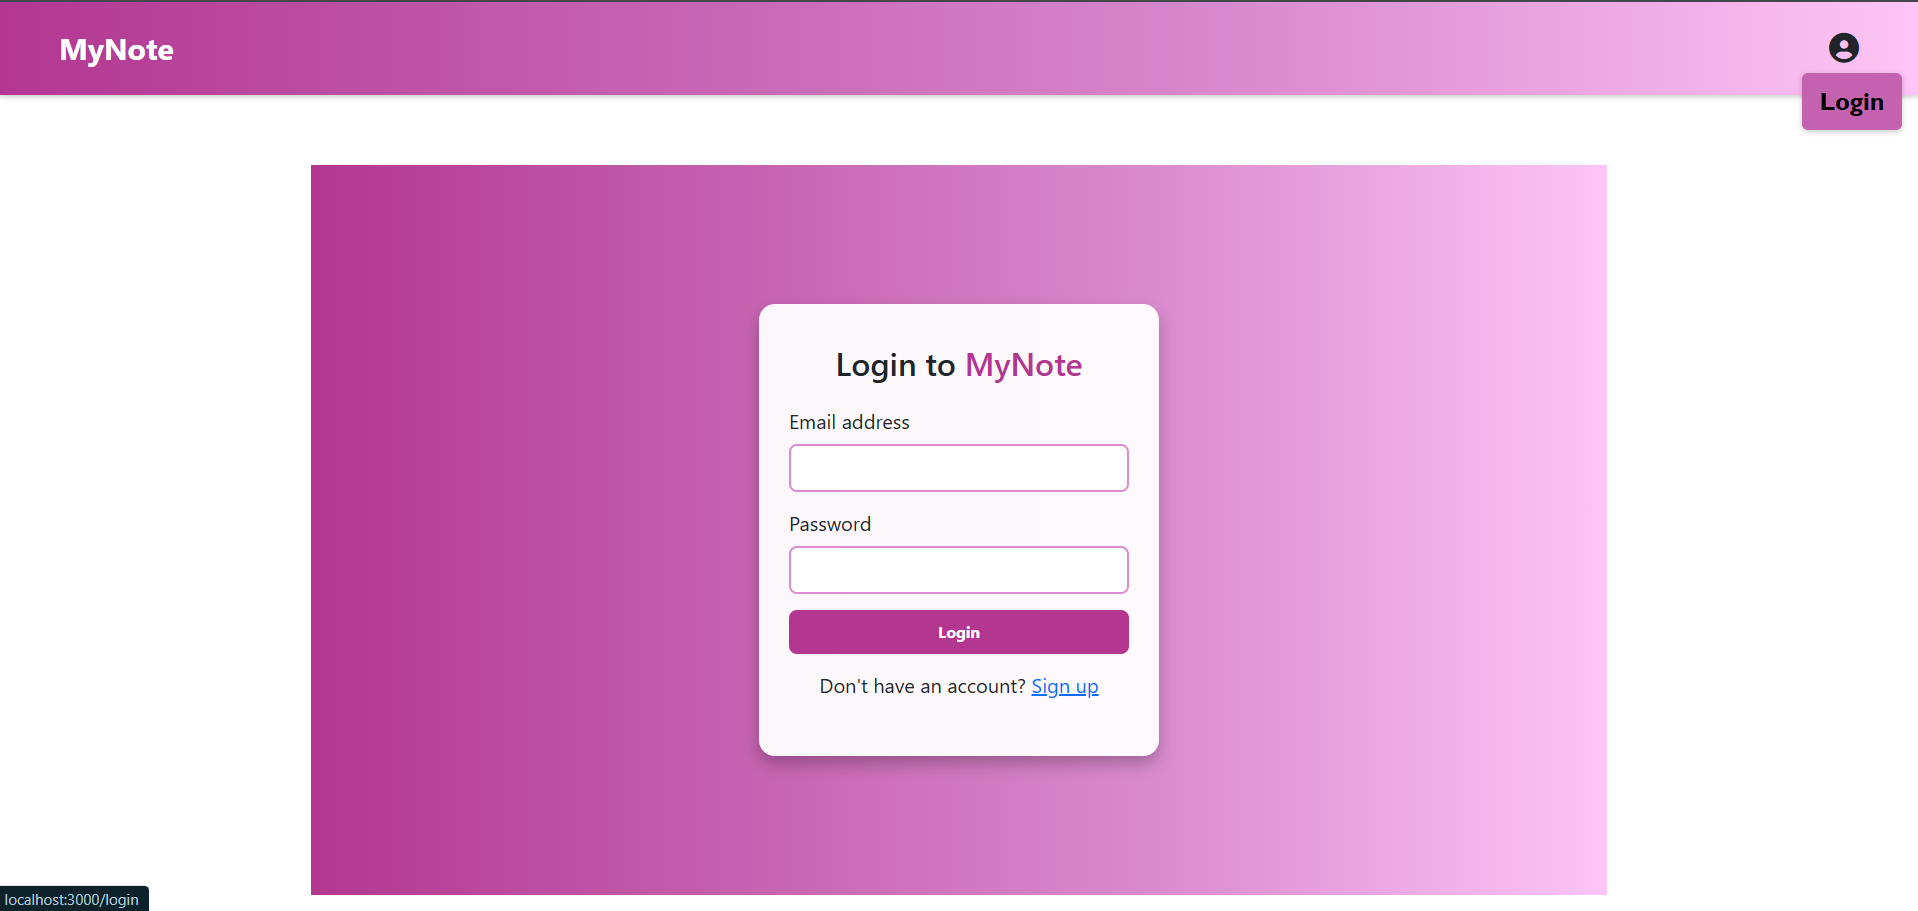 MyNote
Login
Login to MyNote
Email address
Password
Login
Don't have an account? Sign up
localhost:3000/login